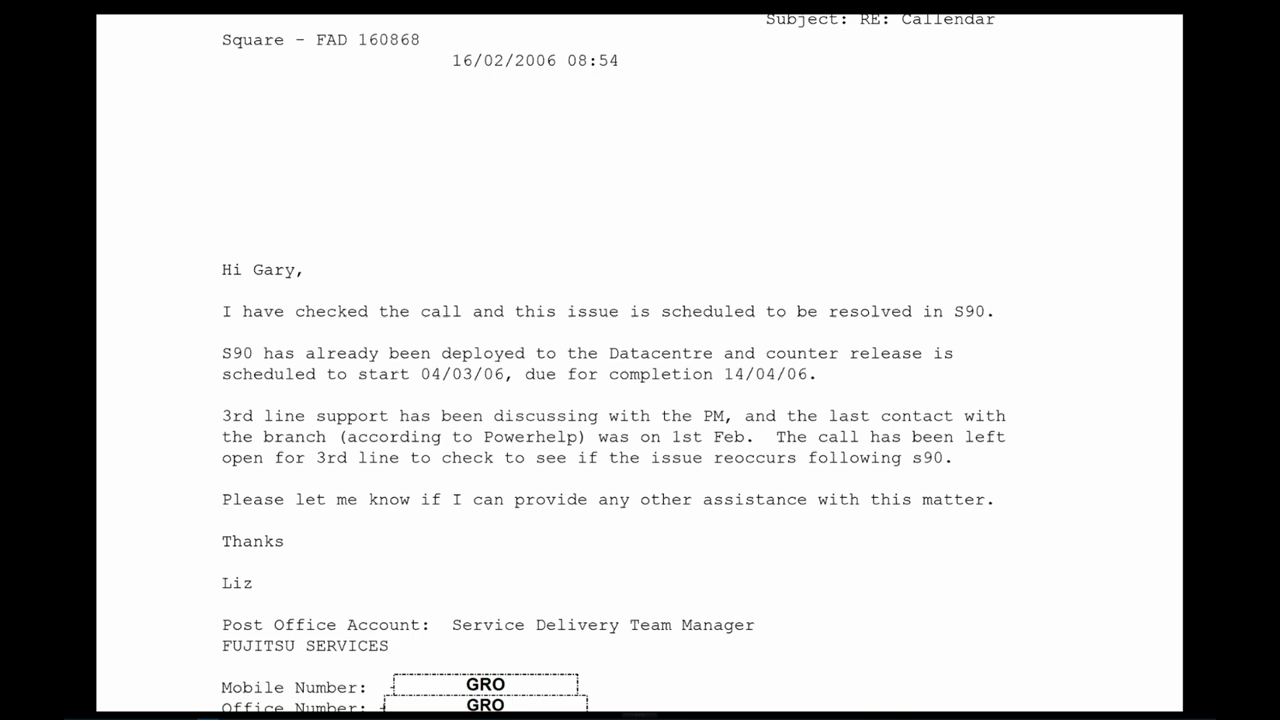 Subject: RE: Callendar
Square - FAD 160868
16/02/2006 08:54
Hi Gary,
I have checked the call and this issue is scheduled to be resolved in S90.
S90 has already been deployed to the Datacentre and counter release is
scheduled to start 04/03/06, due for completion 14/04/06.
3rd line support has been discussing with the PM, and the last contact with
the branch (according to Powerhelp) was on 1st Feb.  The call has been left
open for 3rd line to check to see if the issue reoccurs following s90.
Please let me know if I can provide any other assistance with this matter.
Thanks
Liz
Post Office Account:  Service Delivery Team Manager
FUJITSU SERVICES
Mobile Number: GRO
Office Number: GRO